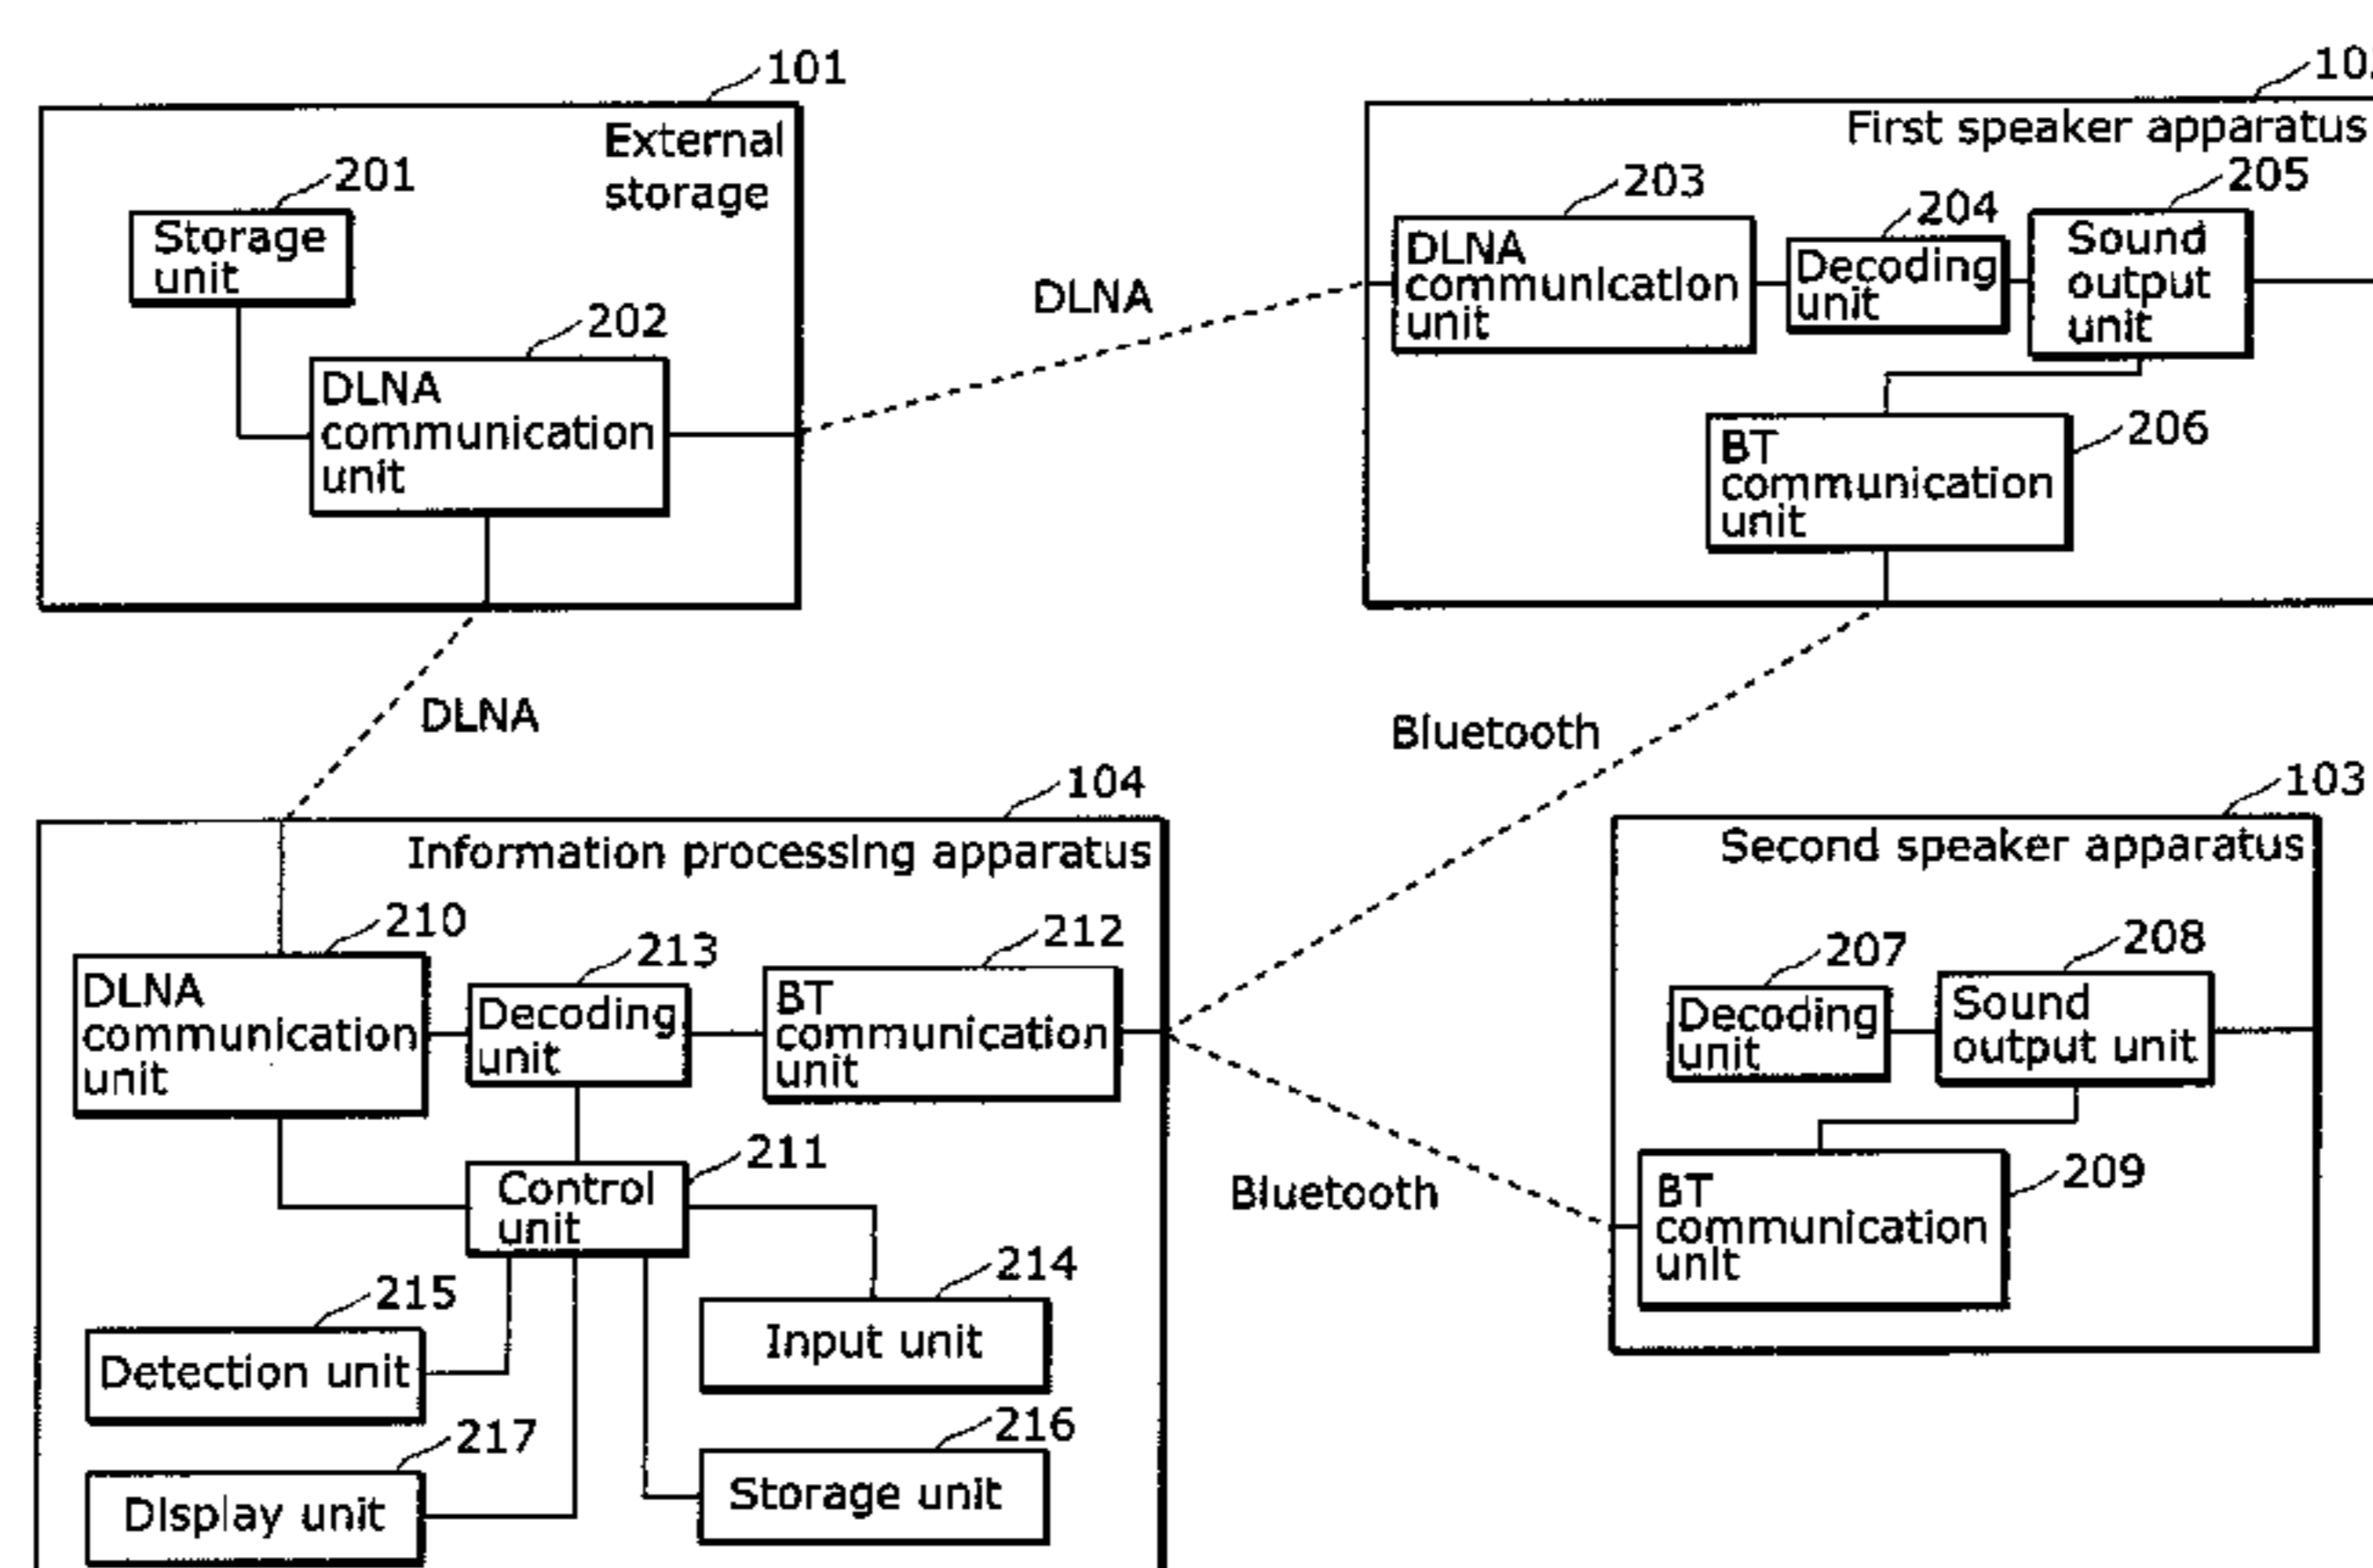 101
External
storage
201
Storage
unit
202
DLNA
communication
unit
DLNA
First speaker apparatus
203
DLNA
communication
unit
204
Decoding
unit
205
Sound
output
unit
206
BT
communication
unit
DLNA
Bluetooth
104
Information processing apparatus
210
DLNA
communication
unit
213
Decoding
unit
212
BT
communication
unit
211
Control
unit
215
Detection unit
214
Input unit
217
Display unit
216
Storage unit
Bluetooth
103
Second speaker apparatus
207
Decoding
unit
208
Sound
output unit
209
BT
communication
unit